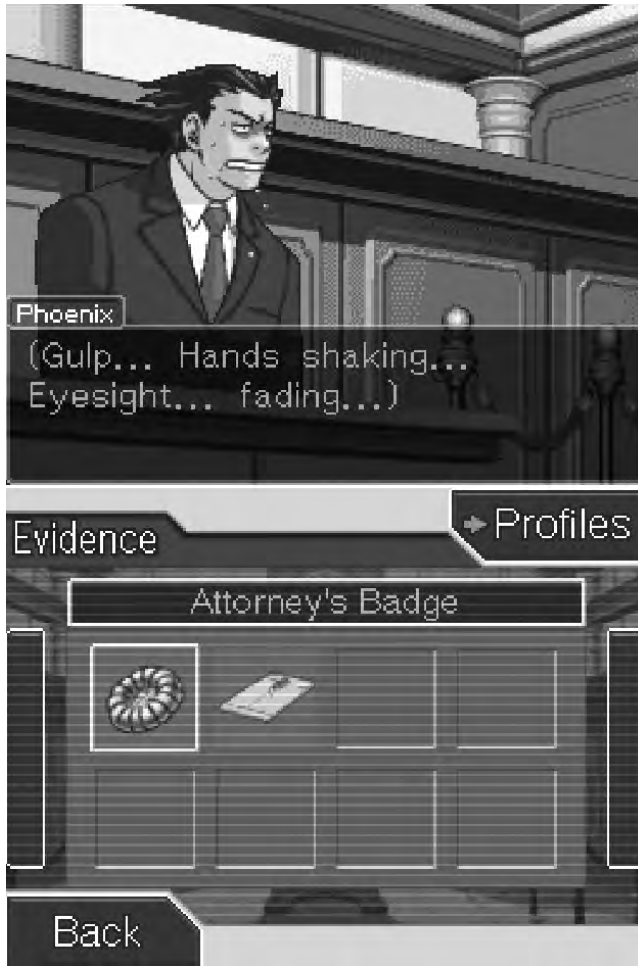 Phoenix
(Gulp... Hands shaking...
Eyesight... fading...)
Evidence
Profiles
Attorney's Badge
Back